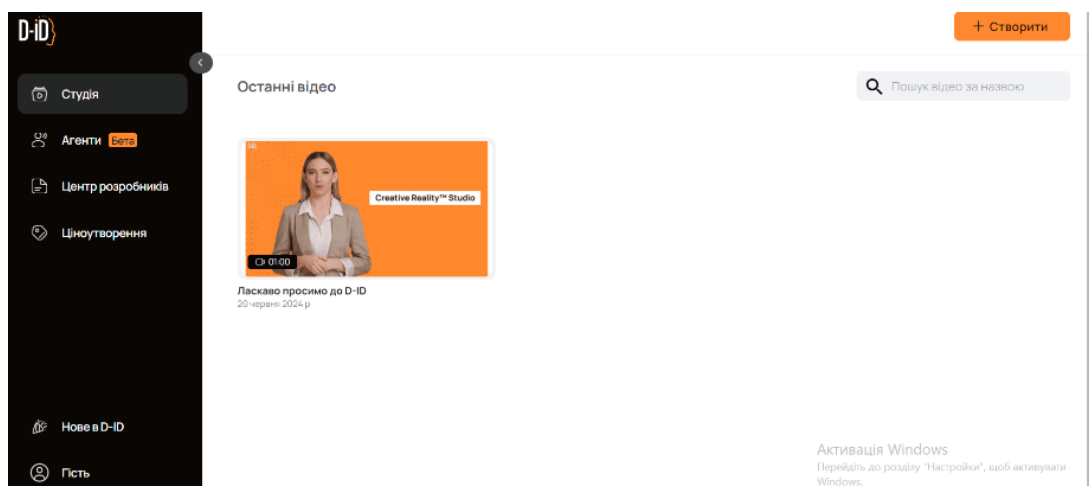 D-iD
+ Створити
Студія
Агенти Бета
Центр розробників
Ціноутворення
Останні відео
Пошук відео за назвою
Creative Reality™ Studio
01:00
Ласкаво просимо до D-ID
20 червня 2024 р
Нове в D-ID
Гість
Активація Windows
Перейдіть до розділу "Настройки", щоб активувати
Windows.